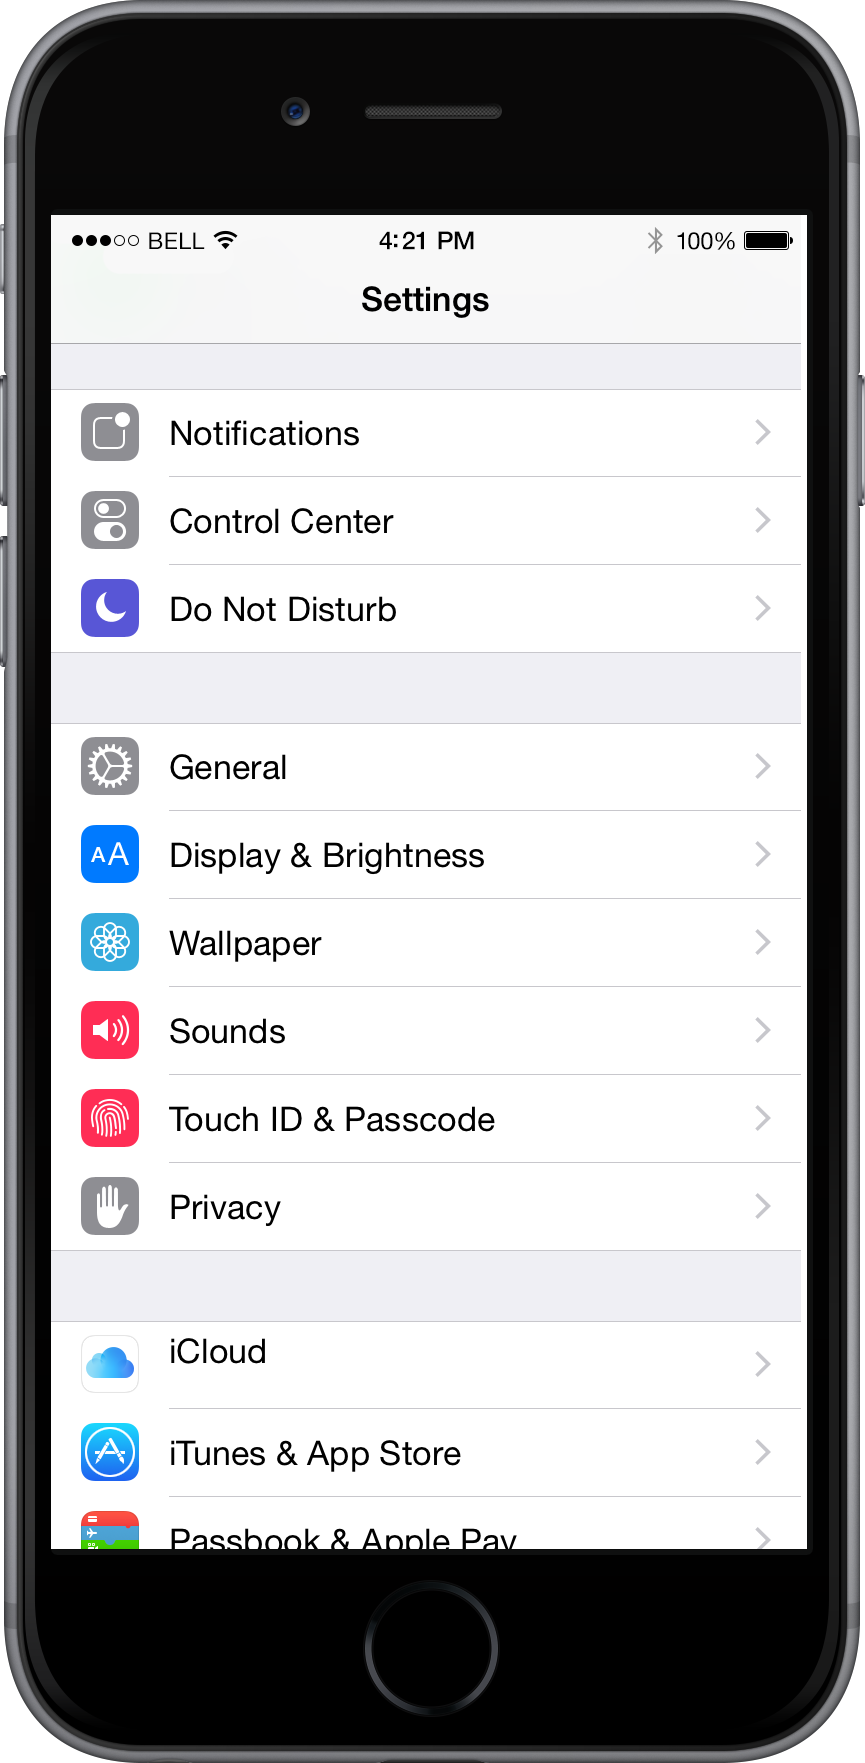 BELL 4:21 PM 100%
Settings
Notifications
Control Center
Do Not Disturb
General
AA Display & Brightness
Wallpaper
Sounds
Touch ID & Passcode
Privacy
iCloud
iTunes & App Store
Passbook & Apple Pay